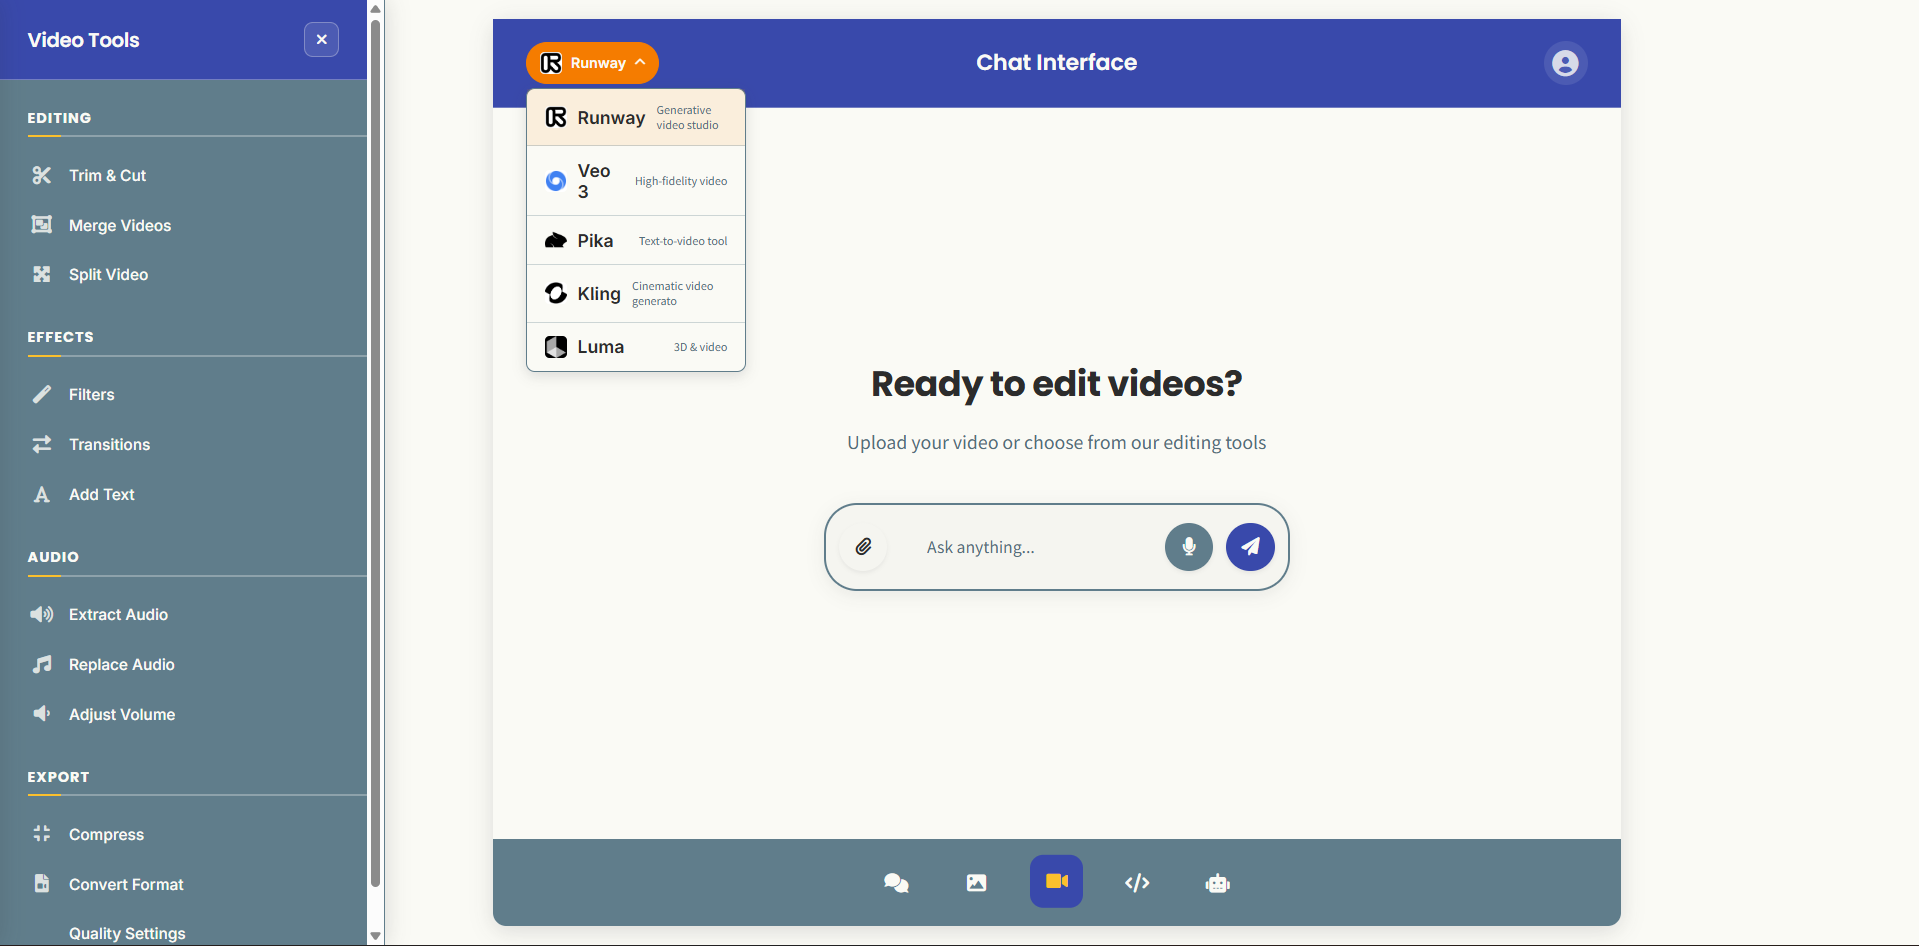 Video Tools
EDITING
Trim & Cut
Merge Videos
Split Video
EFFECTS
Filters
Transitions
Add Text
AUDIO
Extract Audio
Replace Audio
Adjust Volume
EXPORT
Compress
Convert Format
Quality Settings
Runway
Chat Interface
Runway
Generative
video studio
Veo
3
High-fidelity video
Pika
Text-to-video tool
Kling
Cinematic video
generato
Luma
3D & video
Ready to edit videos?
Upload your video or choose from our editing tools
Ask anything...